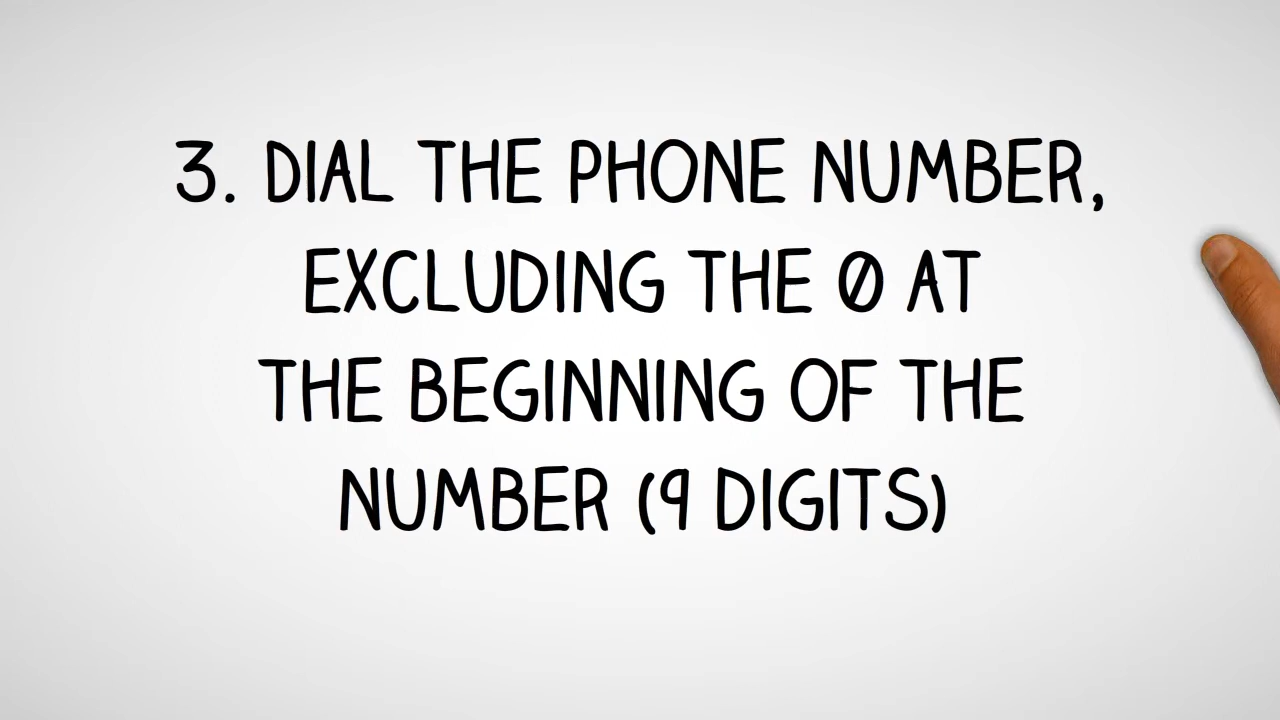 3. DIAL THE PHONE NUMBER,
EXCLUDING THE 0 AT
THE BEGINNING OF THE
NUMBER (9 DIGITS)